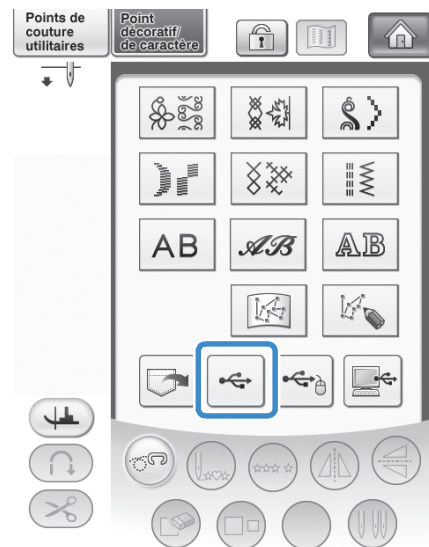 Points de
couture
utilitaires
Point
décoratif/
de caractère
AB
AB
AB